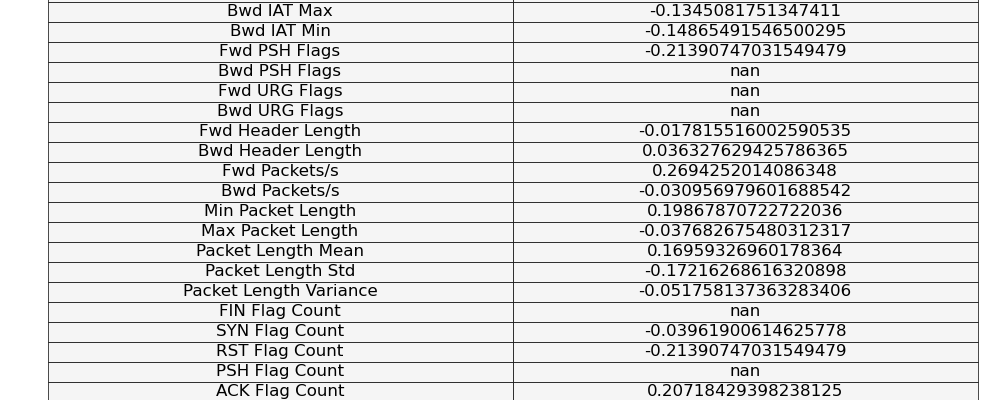 Bwd IAT Max -0.1345081751347411
Bwd IAT Min -0.14865491546500295
Fwd PSH Flags -0.21390747031549479
Bwd PSH Flags nan
Fwd URG Flags nan
Bwd URG Flags nan
Fwd Header Length -0.017815516002590535
Bwd Header Length 0.036327629425786365
Fwd Packets/s 0.2694252014086348
Bwd Packets/s -0.030956979601688542
Min Packet Length 0.19867870722722036
Max Packet Length -0.037682675480312317
Packet Length Mean 0.16959326960178364
Packet Length Std -0.17216268616320898
Packet Length Variance -0.051758137363283406
FIN Flag Count nan
SYN Flag Count -0.03961900614625778
RST Flag Count -0.21390747031549479
PSH Flag Count nan
ACK Flag Count 0.20718429398238125